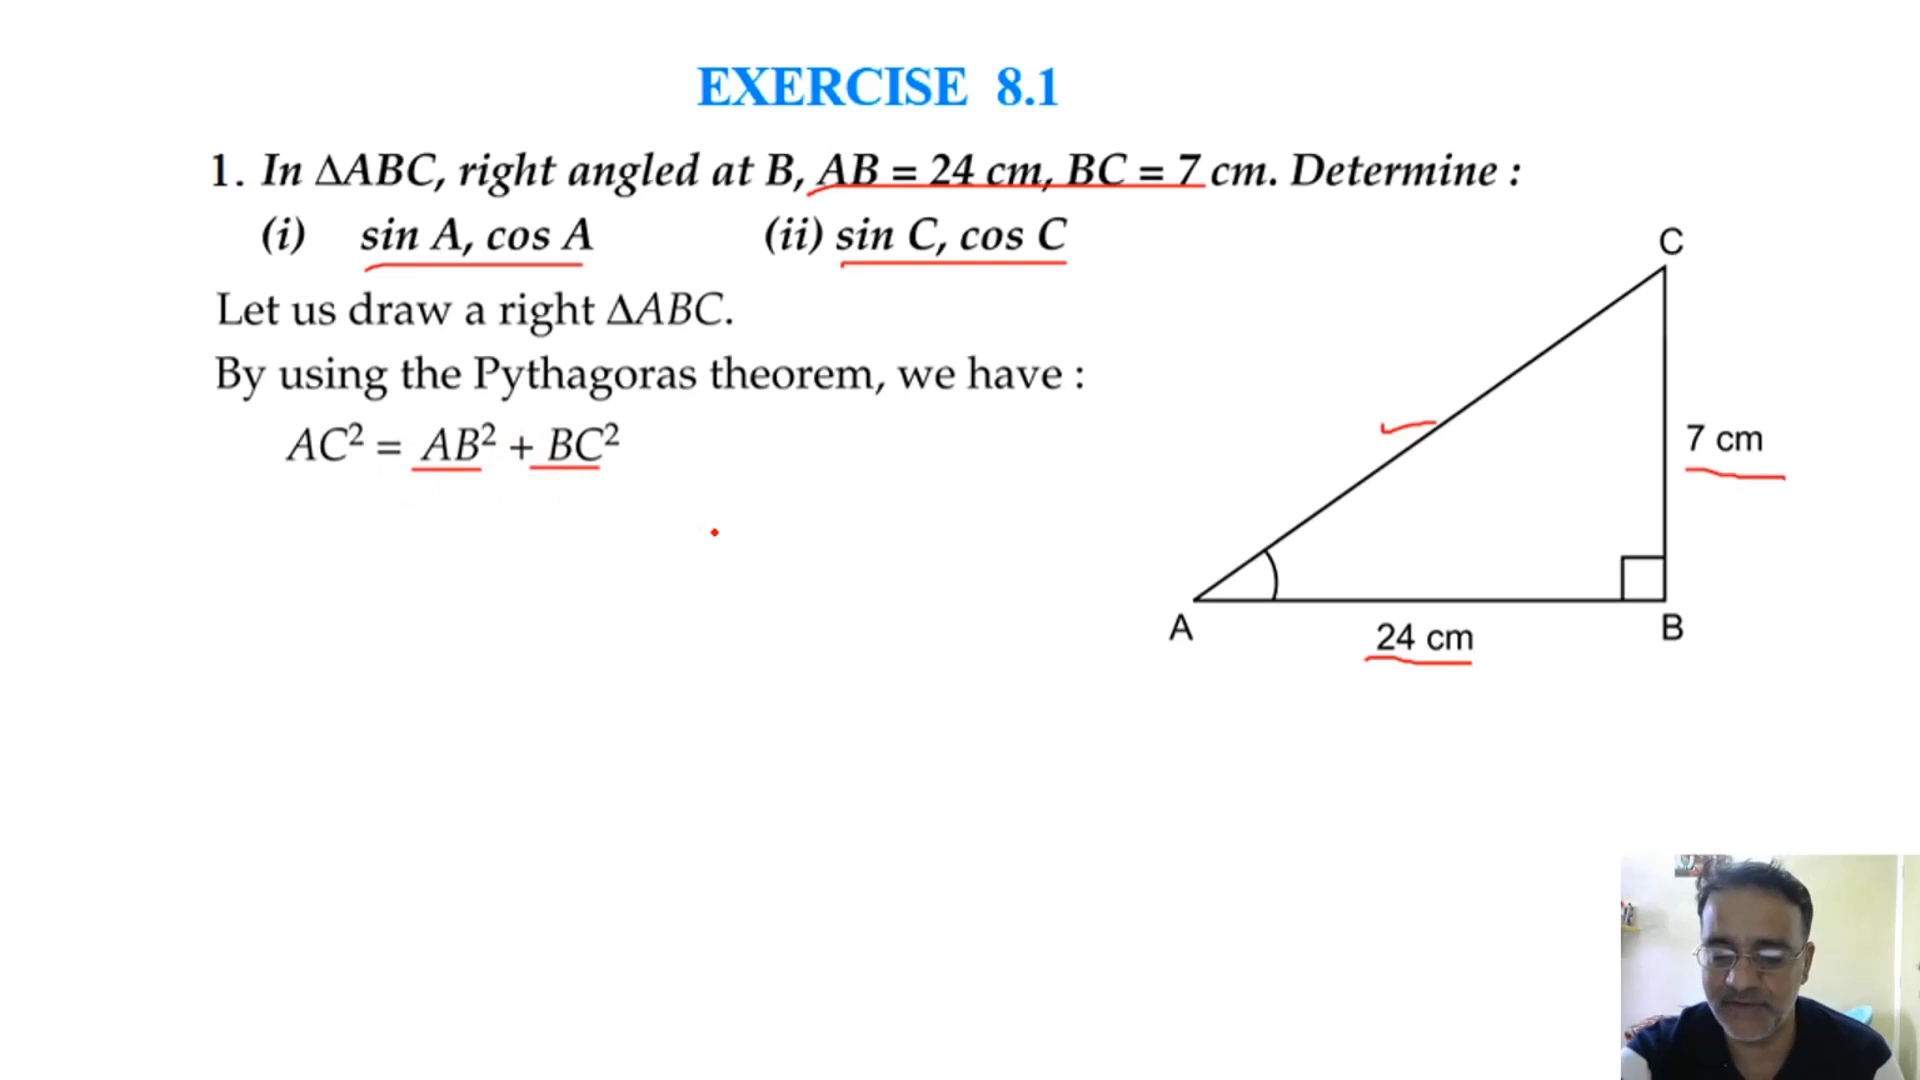 EXERCISE 8.1
1. In ΔABC, right angled at B, AB = 24 cm, BC = 7 cm. Determine :
(i) sin A, cos A (ii) sin C, cos C
Let us draw a right ΔABC.
By using the Pythagoras theorem, we have :
AC² = AB² + BC²
C
7 cm
A
B
24 cm